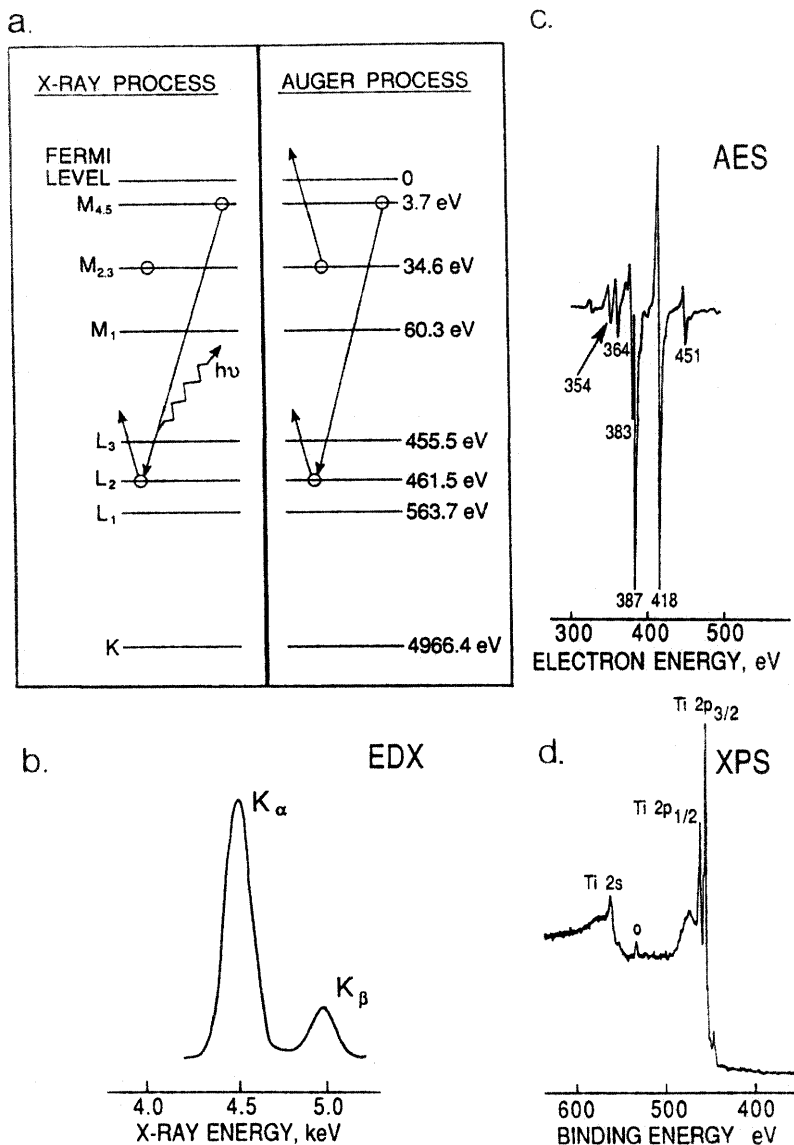 a.
X-RAY PROCESS
AUGER PROCESS
FERMI
LEVEL
0
M4,5
3.7 eV
M2,3
34.6 eV
M1
60.3 eV
hυ
L3
455.5 eV
L2
461.5 eV
L1
563.7 eV
K
4966.4 eV
c.
AES
354
364
383
387
418
451
300 400 500
ELECTRON ENERGY, eV
b.
EDX
Kα
Kβ
4.0 4.5 5.0
X-RAY ENERGY, keV
d.
Ti 2p3/2
XPS
Ti 2p1/2
Ti 2s
O
600 500 400
BINDING ENERGY eV